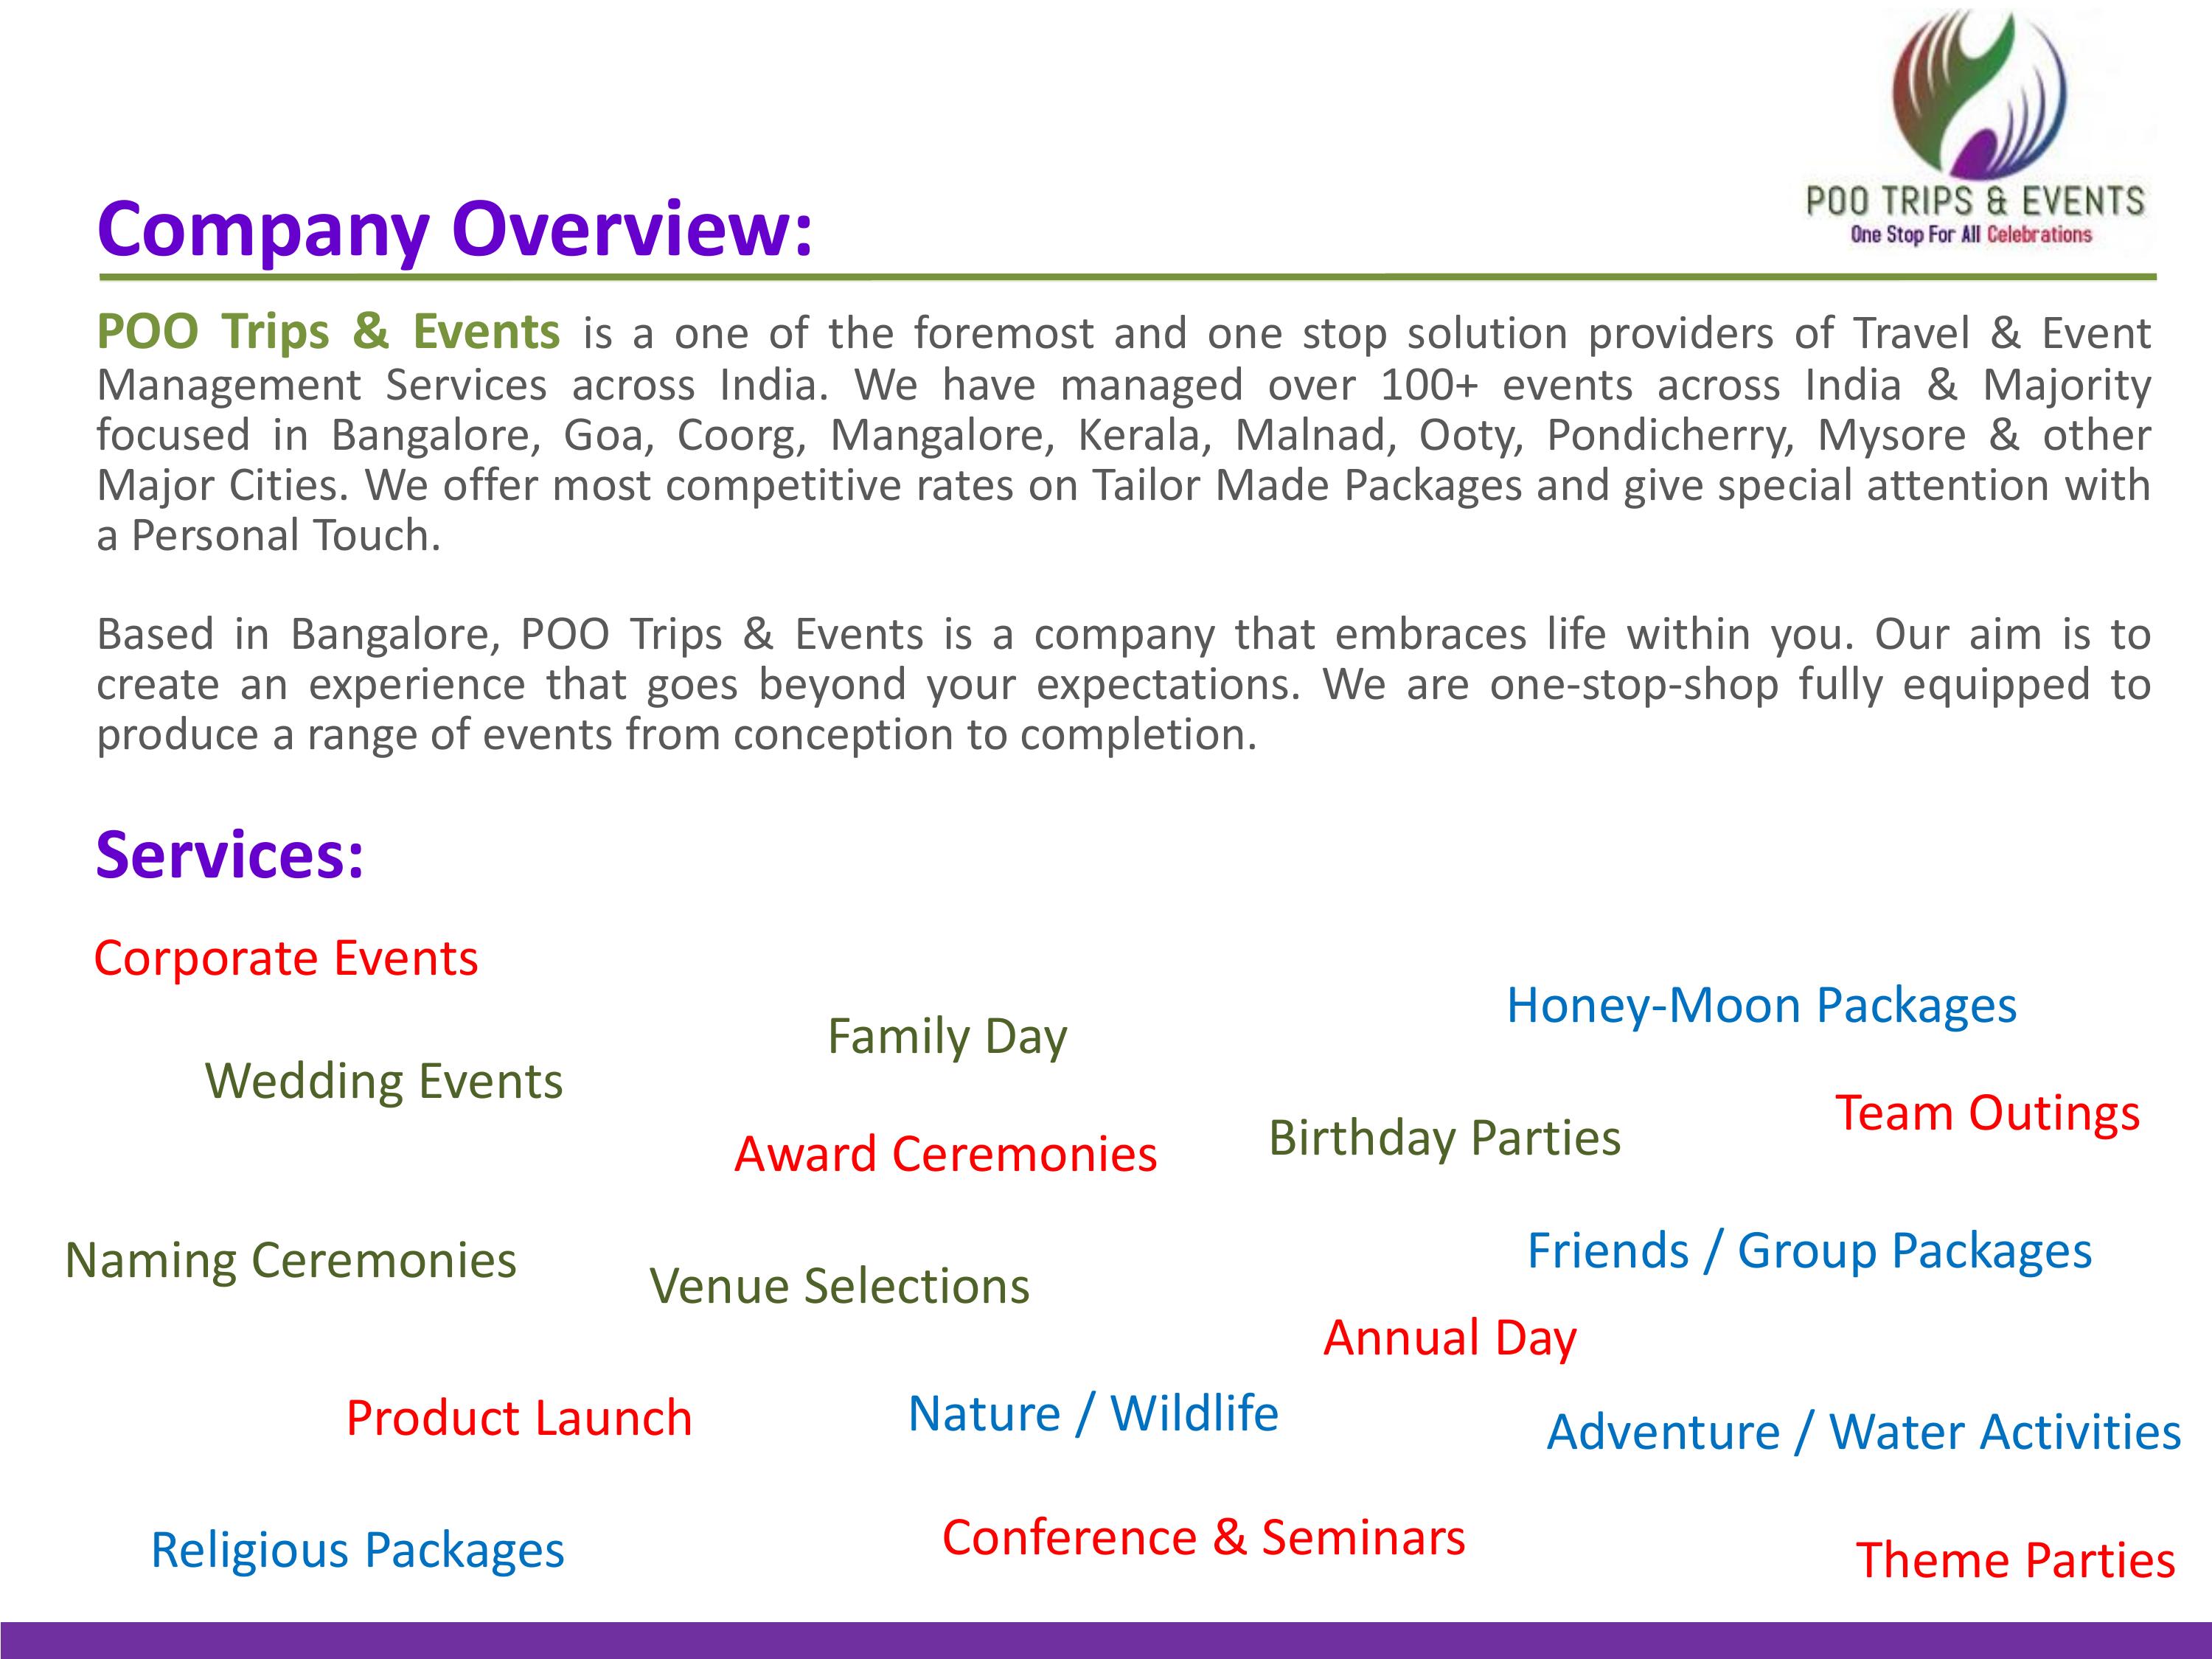 POO TRIPS & EVENTS
One Stop For All Celebrations
Company Overview:
POO Trips & Events is a one of the foremost and one stop solution providers of Travel & Event
Management Services across India. We have managed over 100+ events across India & Majority
focused in Bangalore, Goa, Coorg, Mangalore, Kerala, Malnad, Ooty, Pondicherry, Mysore & other
Major Cities. We offer most competitive rates on Tailor Made Packages and give special attention with
a Personal Touch.
Based in Bangalore, POO Trips & Events is a company that embraces life within you. Our aim is to
create an experience that goes beyond your expectations. We are one-stop-shop fully equipped to
produce a range of events from conception to completion.
Services:
Corporate Events
Honey-Moon Packages
Family Day
Wedding Events
Team Outings
Birthday Parties
Award Ceremonies
Friends / Group Packages
Naming Ceremonies
Venue Selections
Annual Day
Product Launch
Nature / Wildlife
Adventure / Water Activities
Religious Packages
Conference & Seminars
Theme Parties